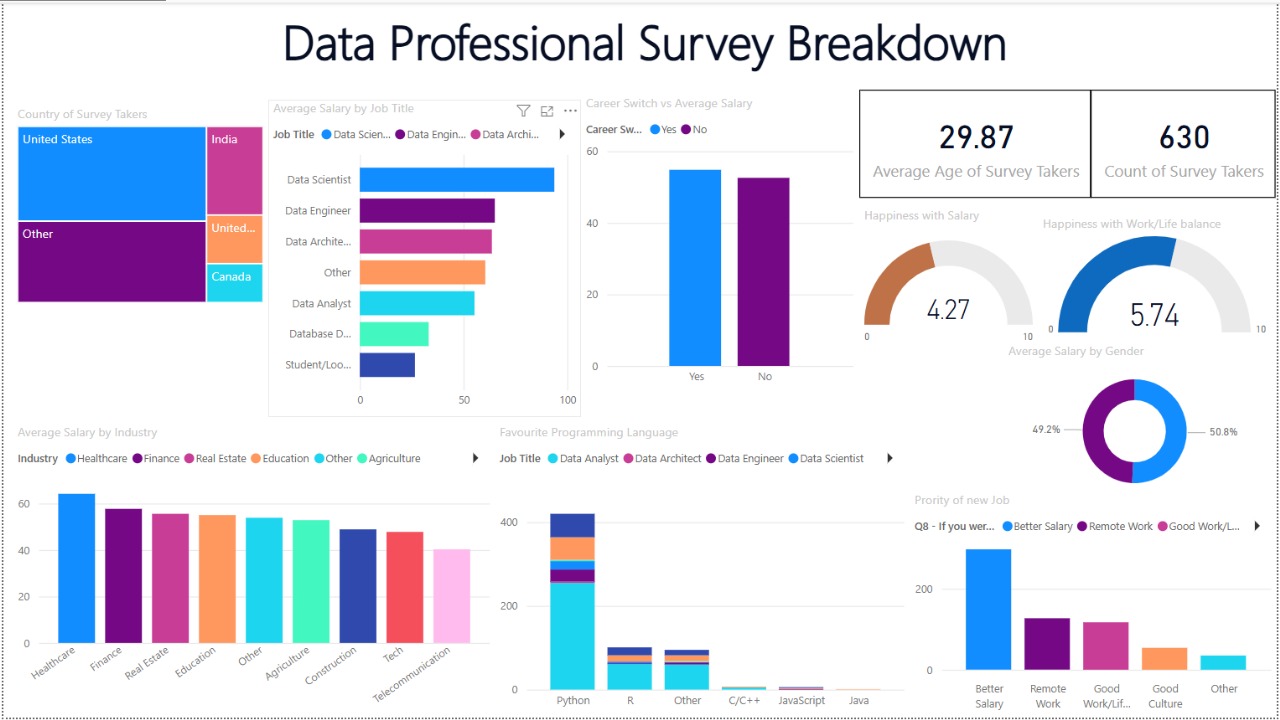 Data Professional Survey Breakdown
Country of Survey Takers
United States
India
Other
United...
Canada
Average Salary by Job Title
Job Title Data Scien... Data Engin... Data Archi...
Data Scientist
Data Engineer
Data Archite...
Other
Data Analyst
Database D...
Student/Loo...
0 50 100
Career Switch vs Average Salary
Career Sw... Yes No
60
40
20
0
Yes No
29.87
Average Age of Survey Takers
630
Count of Survey Takers
Happiness with Salary
4.27
0 10
Happiness with Work/Life balance
5.74
0 10
Average Salary by Gender
49.2% 50.8%
Average Salary by Industry
Industry Healthcare Finance Real Estate Education Other Agriculture
60
40
20
0
Healthcare Finance Real Estate Education Other Agriculture Construction Tech Telecommunication
Favourite Programming Language
Job Title Data Analyst Data Architect Data Engineer Data Scientist
400
200
0
Python R Other C/C++ JavaScript Java
Prority of new Job
Q8 - If you wer... Better Salary Remote Work Good Work/L...
200
0
Better Remote Good Good Other
Salary Work Work/Lif... Culture